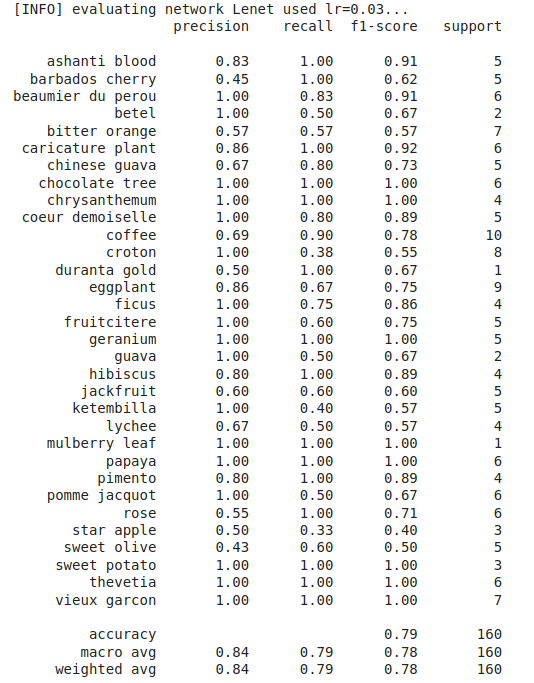 [INFO] evaluating network Lenet used lr=0.03...
precision recall f1-score support
ashanti blood 0.83 1.00 0.91 5
barbados cherry 0.45 1.00 0.62 5
beaumier du perou 1.00 0.83 0.91 6
betel 1.00 0.50 0.67 2
bitter orange 0.57 0.57 0.57 7
caricature plant 0.86 1.00 0.92 6
chinese guava 0.67 0.80 0.73 5
chocolate tree 1.00 1.00 1.00 6
chrysanthemum 1.00 1.00 1.00 4
coeur demoiselle 1.00 0.80 0.89 5
coffee 0.69 0.90 0.78 10
croton 1.00 0.38 0.55 8
duranta gold 0.50 1.00 0.67 1
eggplant 0.86 0.67 0.75 9
ficus 1.00 0.75 0.86 4
fruitcitere 1.00 0.60 0.75 5
geranium 1.00 1.00 1.00 5
guava 1.00 0.50 0.67 2
hibiscus 0.80 1.00 0.89 4
jackfruit 0.60 0.60 0.60 5
ketembilla 1.00 0.40 0.57 5
lychee 0.67 0.50 0.57 4
mulberry leaf 1.00 1.00 1.00 1
papaya 1.00 1.00 1.00 6
pimento 0.80 1.00 0.89 4
pomme jacquot 1.00 0.50 0.67 6
rose 0.55 1.00 0.71 6
star apple 0.50 0.33 0.40 3
sweet olive 0.43 0.60 0.50 5
sweet potato 1.00 1.00 1.00 3
thevetia 1.00 1.00 1.00 6
vieux garcon 1.00 1.00 1.00 7
accuracy 0.79 160
macro avg 0.84 0.79 0.78 160
weighted avg 0.84 0.79 0.78 160